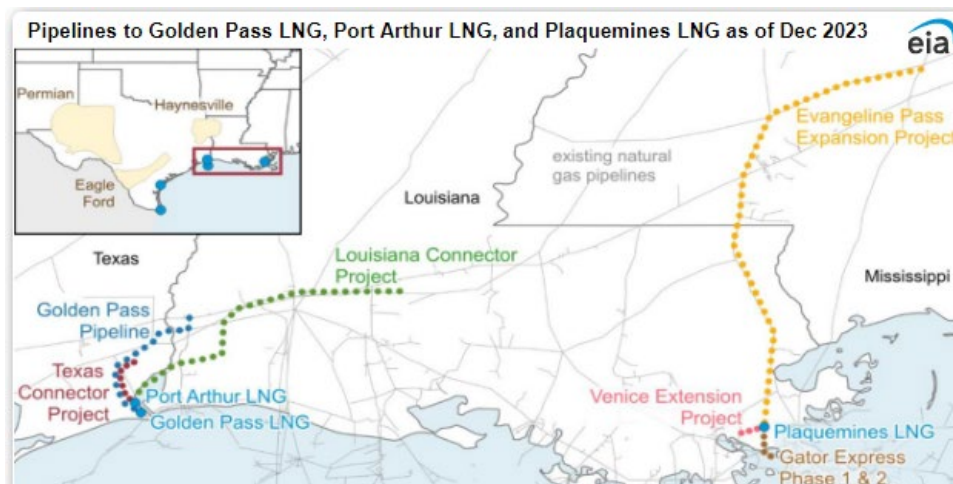 Pipelines to Golden Pass LNG, Port Arthur LNG, and Plaquemines LNG as of Dec 2023
eia
Permian
Haynesville
Eagle
Ford
Evangeline Pass
Expansion Project
existing natural
gas pipelines
Louisiana
Texas
Louisiana Connector
Project
Mississippi
Golden Pass
Pipeline
Texas
Connector
Project
Port Arthur LNG
Golden Pass LNG
Venice Extension
Project
Plaquemines LNG
Gator Express
Phase 1 & 2